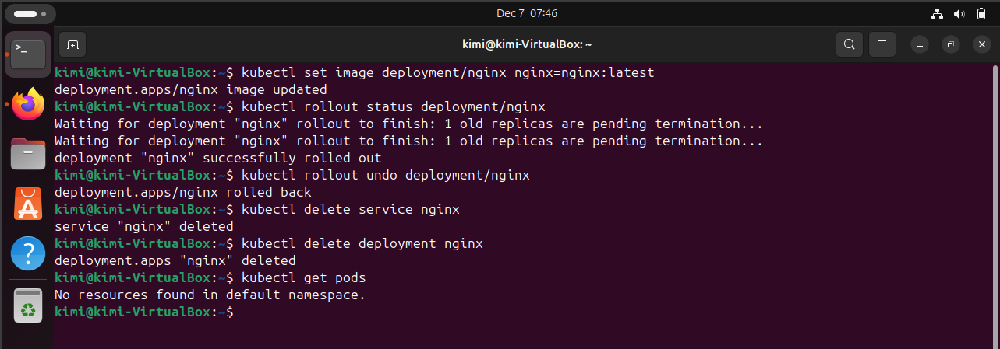 Dec 7 07:46
kimi@kimi-VirtualBox: ~
kimi@kimi-VirtualBox:~$ kubectl set image deployment/nginx nginx=nginx:latest
deployment.apps/nginx image updated
kimi@kimi-VirtualBox:~$ kubectl rollout status deployment/nginx
Waiting for deployment "nginx" rollout to finish: 1 old replicas are pending termination...
Waiting for deployment "nginx" rollout to finish: 1 old replicas are pending termination...
deployment "nginx" successfully rolled out
kimi@kimi-VirtualBox:~$ kubectl rollout undo deployment/nginx
deployment.apps/nginx rolled back
kimi@kimi-VirtualBox:~$ kubectl delete service nginx
service "nginx" deleted
kimi@kimi-VirtualBox:~$ kubectl delete deployment nginx
deployment.apps "nginx" deleted
kimi@kimi-VirtualBox:~$ kubectl get pods
No resources found in default namespace.
kimi@kimi-VirtualBox:~$